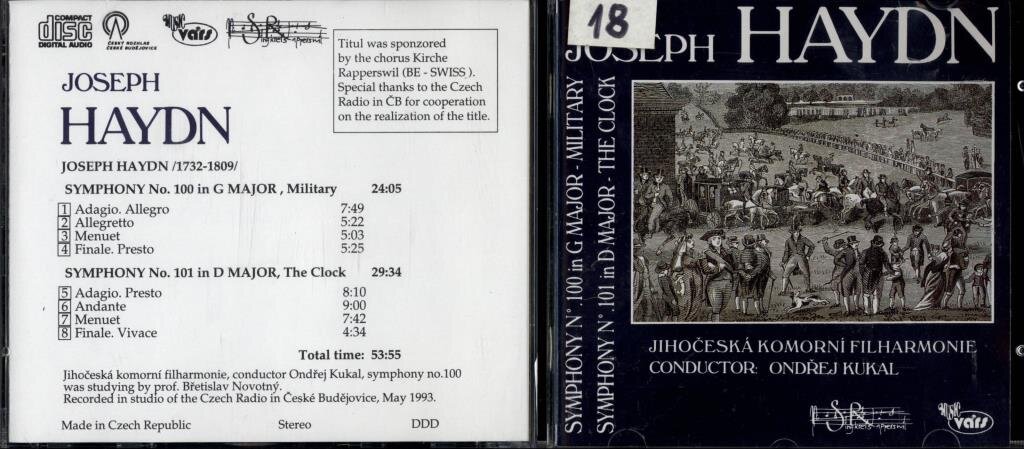 COMPACT
disc
DIGITAL AUDIO
ČESKÝ ROZHLAS
ČESKÉ BUDĚJOVICE
MUSIC
vars
Titul was sponzored
by the chorus Kirche
Rapperswil (BE - SWISS ).
Special thanks to the Czech
Radio in ČB for cooperation
on the realization of the title.
JOSEPH
HAYDN
JOSEPH HAYDN /1732-1809/
SYMPHONY No. 100 in G MAJOR , Military 24:05
1 Adagio. Allegro 7:49
2 Allegretto 5:22
3 Menuet 5:03
4 Finale. Presto 5:25
SYMPHONY No. 101 in D MAJOR, The Clock 29:34
5 Adagio. Presto 8:10
6 Andante 9:00
7 Menuet 7:42
8 Finale. Vivace 4:34
Total time: 53:55
Jihočeská komorní filharmonie, conductor Ondřej Kukal, symphony no.100
was studying by prof. Břetislav Novotný.
Recorded in studio of the Czech Radio in České Budějovice, May 1993.
Made in Czech Republic Stereo DDD
18
JOSEPH HAYDN
SYMPHONY N°.100 in G MAJOR - MILITARY
SYMPHONY N°.101 in D MAJOR - THE CLOCK
JIHOČESKÁ KOMORNÍ FILHARMONIE
CONDUCTOR: ONDŘEJ KUKAL
MUSIC
vars